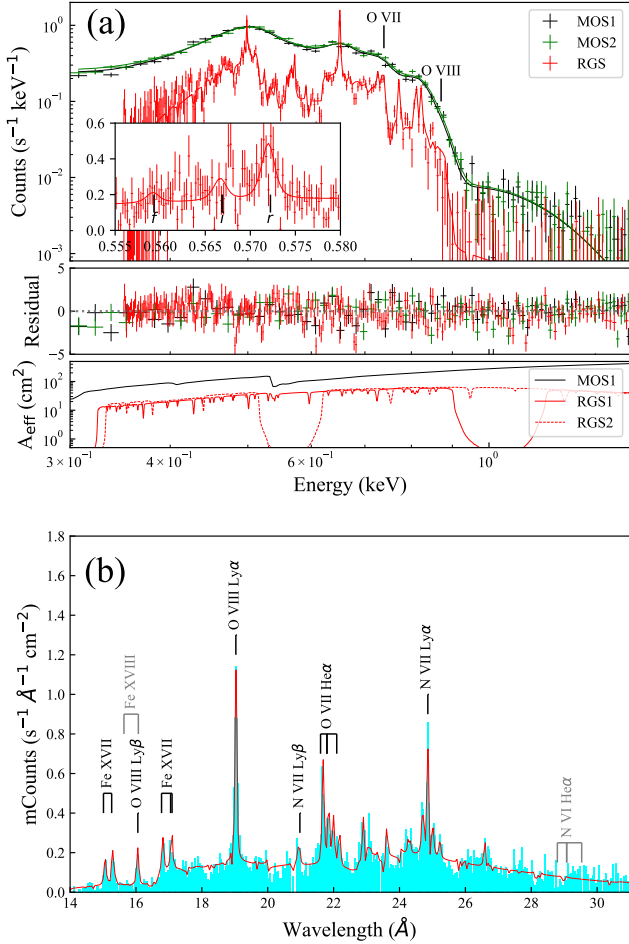 (a)
O VII
O VIII
MOS1
MOS2
RGS
Counts (s⁻¹ keV⁻¹)
10⁰
10⁻¹
10⁻²
10⁻³
0.6
0.4
0.2
0.0
f
i
r
0.555 0.560 0.565 0.570 0.575 0.580
Residual
5
0
−5
A_eff (cm²)
10²
10¹
10⁰
MOS1
RGS1
RGS2
3 × 10⁻¹ 4 × 10⁻¹ 6 × 10⁻¹ 10⁰
Energy (keV)
(b)
mCounts (s⁻¹ Å⁻¹ cm⁻²)
1.8
1.6
1.4
1.2
1.0
0.8
0.6
0.4
0.2
0.0
Fe XVII
Fe XVIII
O VIII Lyβ
Fe XVII
O VIII Lyα
N VII Lyβ
O VII Heα
N VII Lyα
N VI Heα
14 16 18 20 22 24 26 28 30
Wavelength (Å)